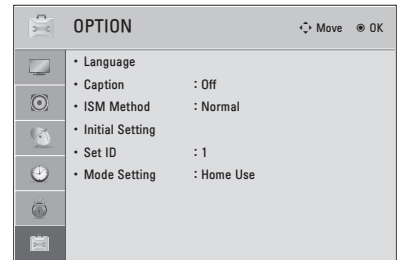 OPTION
Move OK
• Language
• Caption : Off
• ISM Method : Normal
• Initial Setting
• Set ID : 1
• Mode Setting : Home Use